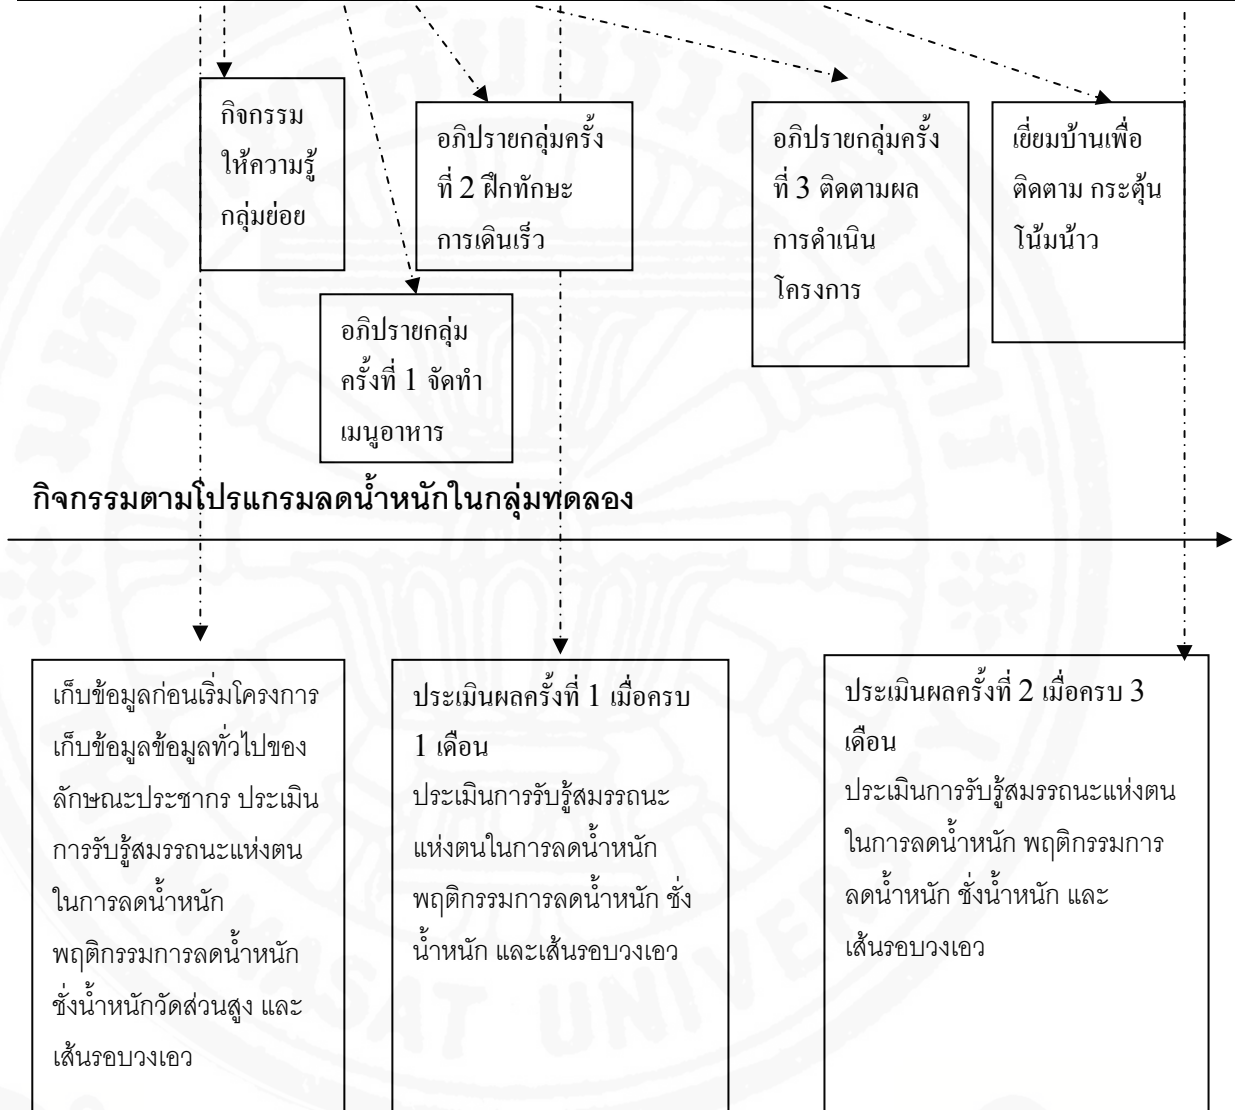 กิจกรรม
ให้ความรู้
กลุ่มย่อย
อภิปรายกลุ่มครั้ง
ที่ 2 ฝึกทักษะ
การเดินเร็ว
อภิปรายกลุ่มครั้ง
ที่ 3 ติดตามผล
การดำเนิน
โครงการ
เยี่ยมบ้านเพื่อ
ติดตาม กระตุ้น
โน้มน้าว
อภิปรายกลุ่ม
ครั้งที่ 1 จัดทำ
เมนูอาหาร
กิจกรรมตามโปรแกรมลดน้ำหนักในกลุ่มทดลอง
เก็บข้อมูลก่อนเริ่มโครงการ
เก็บข้อมูลข้อมูลทั่วไปของ
ลักษณะประชากร ประเมิน
การรับรู้สมรรถนะแห่งตน
ในการลดน้ำหนัก
พฤติกรรมการลดน้ำหนัก
ชั่งน้ำหนักวัดส่วนสูง และ
เส้นรอบวงเอว
ประเมินผลครั้งที่ 1 เมื่อครบ
1 เดือน
ประเมินการรับรู้สมรรถนะ
แห่งตนในการลดน้ำหนัก
พฤติกรรมการลดน้ำหนัก ชั่ง
น้ำหนัก และเส้นรอบวงเอว
ประเมินผลครั้งที่ 2 เมื่อครบ 3
เดือน
ประเมินการรับรู้สมรรถนะแห่งตน
ในการลดน้ำหนัก พฤติกรรมการ
ลดน้ำหนัก ชั่งน้ำหนัก และ
เส้นรอบวงเอว